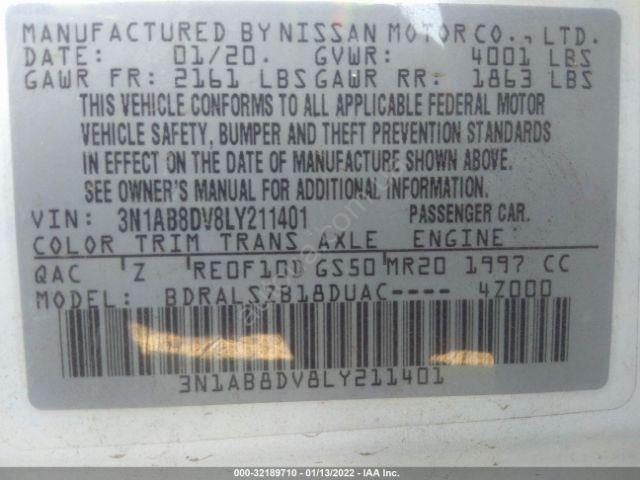 MANUFACTURED BY NISSAN MOTOR CO., LTD.
DATE: 01/20. GVWR: 4001 LBS
GAWR FR: 2161 LBS GAWR RR: 1863 LBS
THIS VEHICLE CONFORMS TO ALL APPLICABLE FEDERAL MOTOR
VEHICLE SAFETY, BUMPER AND THEFT PREVENTION STANDARDS
IN EFFECT ON THE DATE OF MANUFACTURE SHOWN ABOVE.
SEE OWNER'S MANUAL FOR ADDITIONAL INFORMATION.
VIN: 3N1AB8DV8LY211401 PASSENGER CAR.
COLOR TRIM TRANS AXLE ENGINE
QAC Z GS50 MR20 1997 CC
MODEL: 4Z000
3N1AB8DV8LY211401
000-32189710 - 01/13/2022 - IAA Inc.